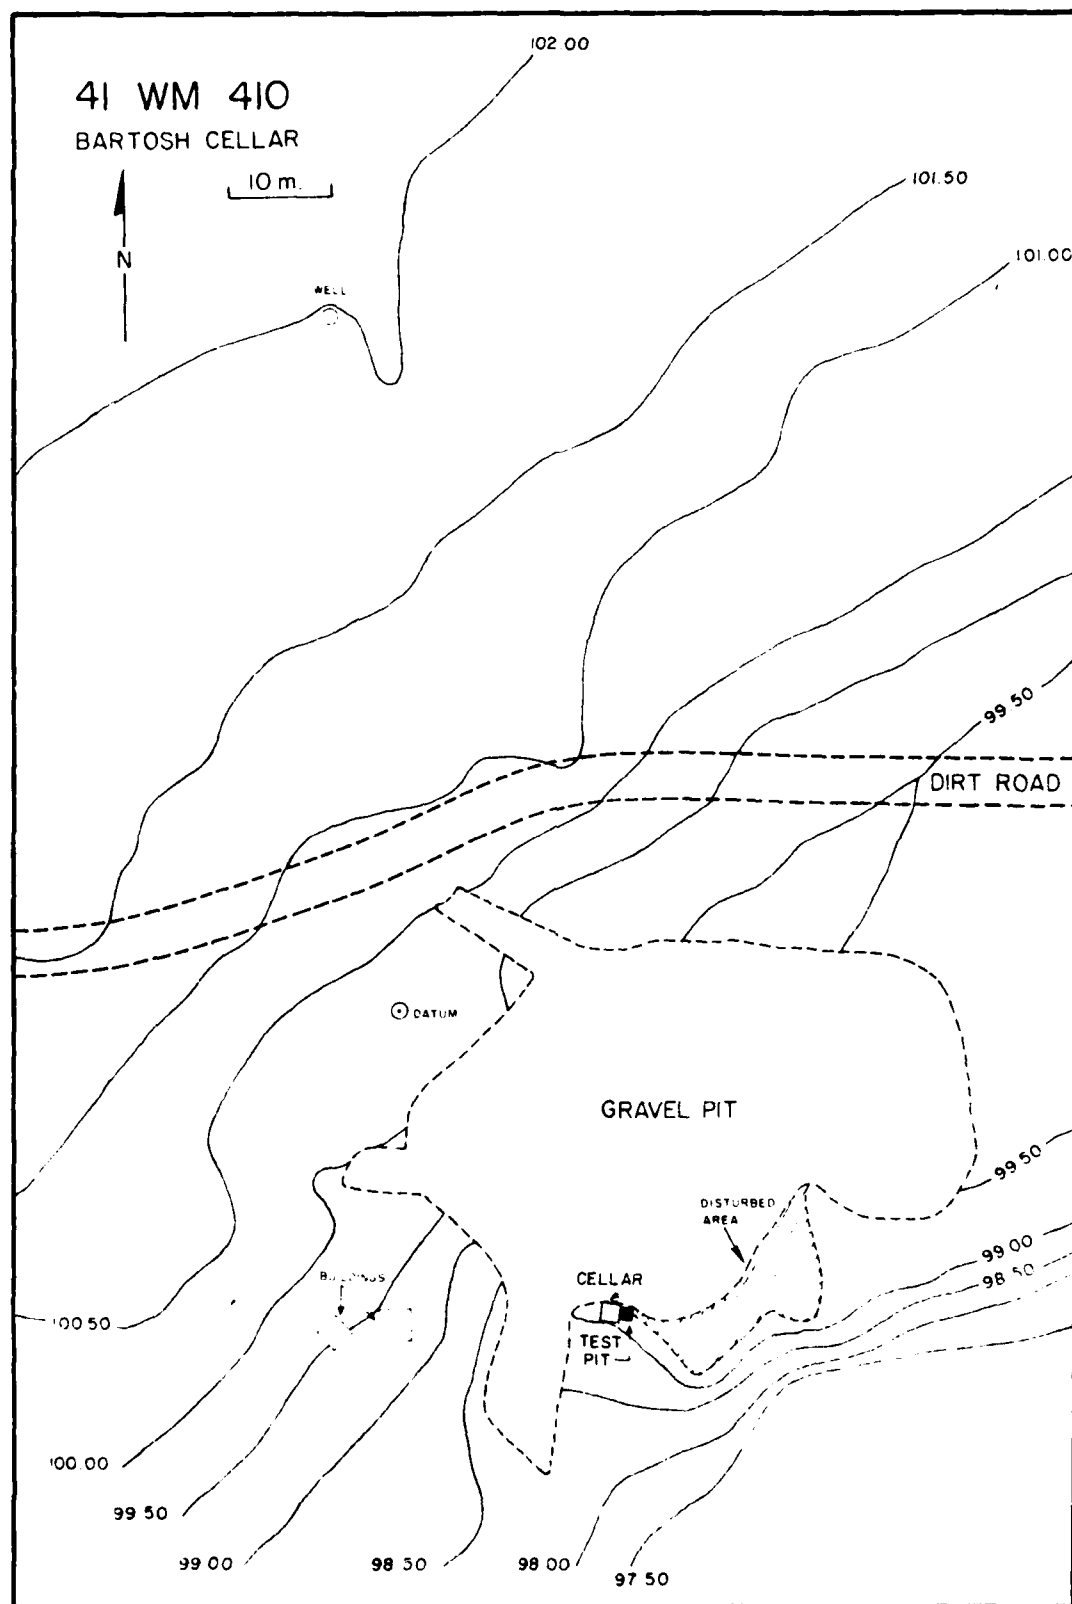 102.00
41 WM 410
BARTOSH CELLAR
10 m.
101.50
101.00
N
WELL
99.50
DIRT ROAD
DATUM
GRAVEL PIT
99.50
DISTURBED
AREA
99.00
98.50
BUILDINGS
CELLAR
TEST
PIT
100.50
100.00
99.50
99.00
98.50
98.00
97.50